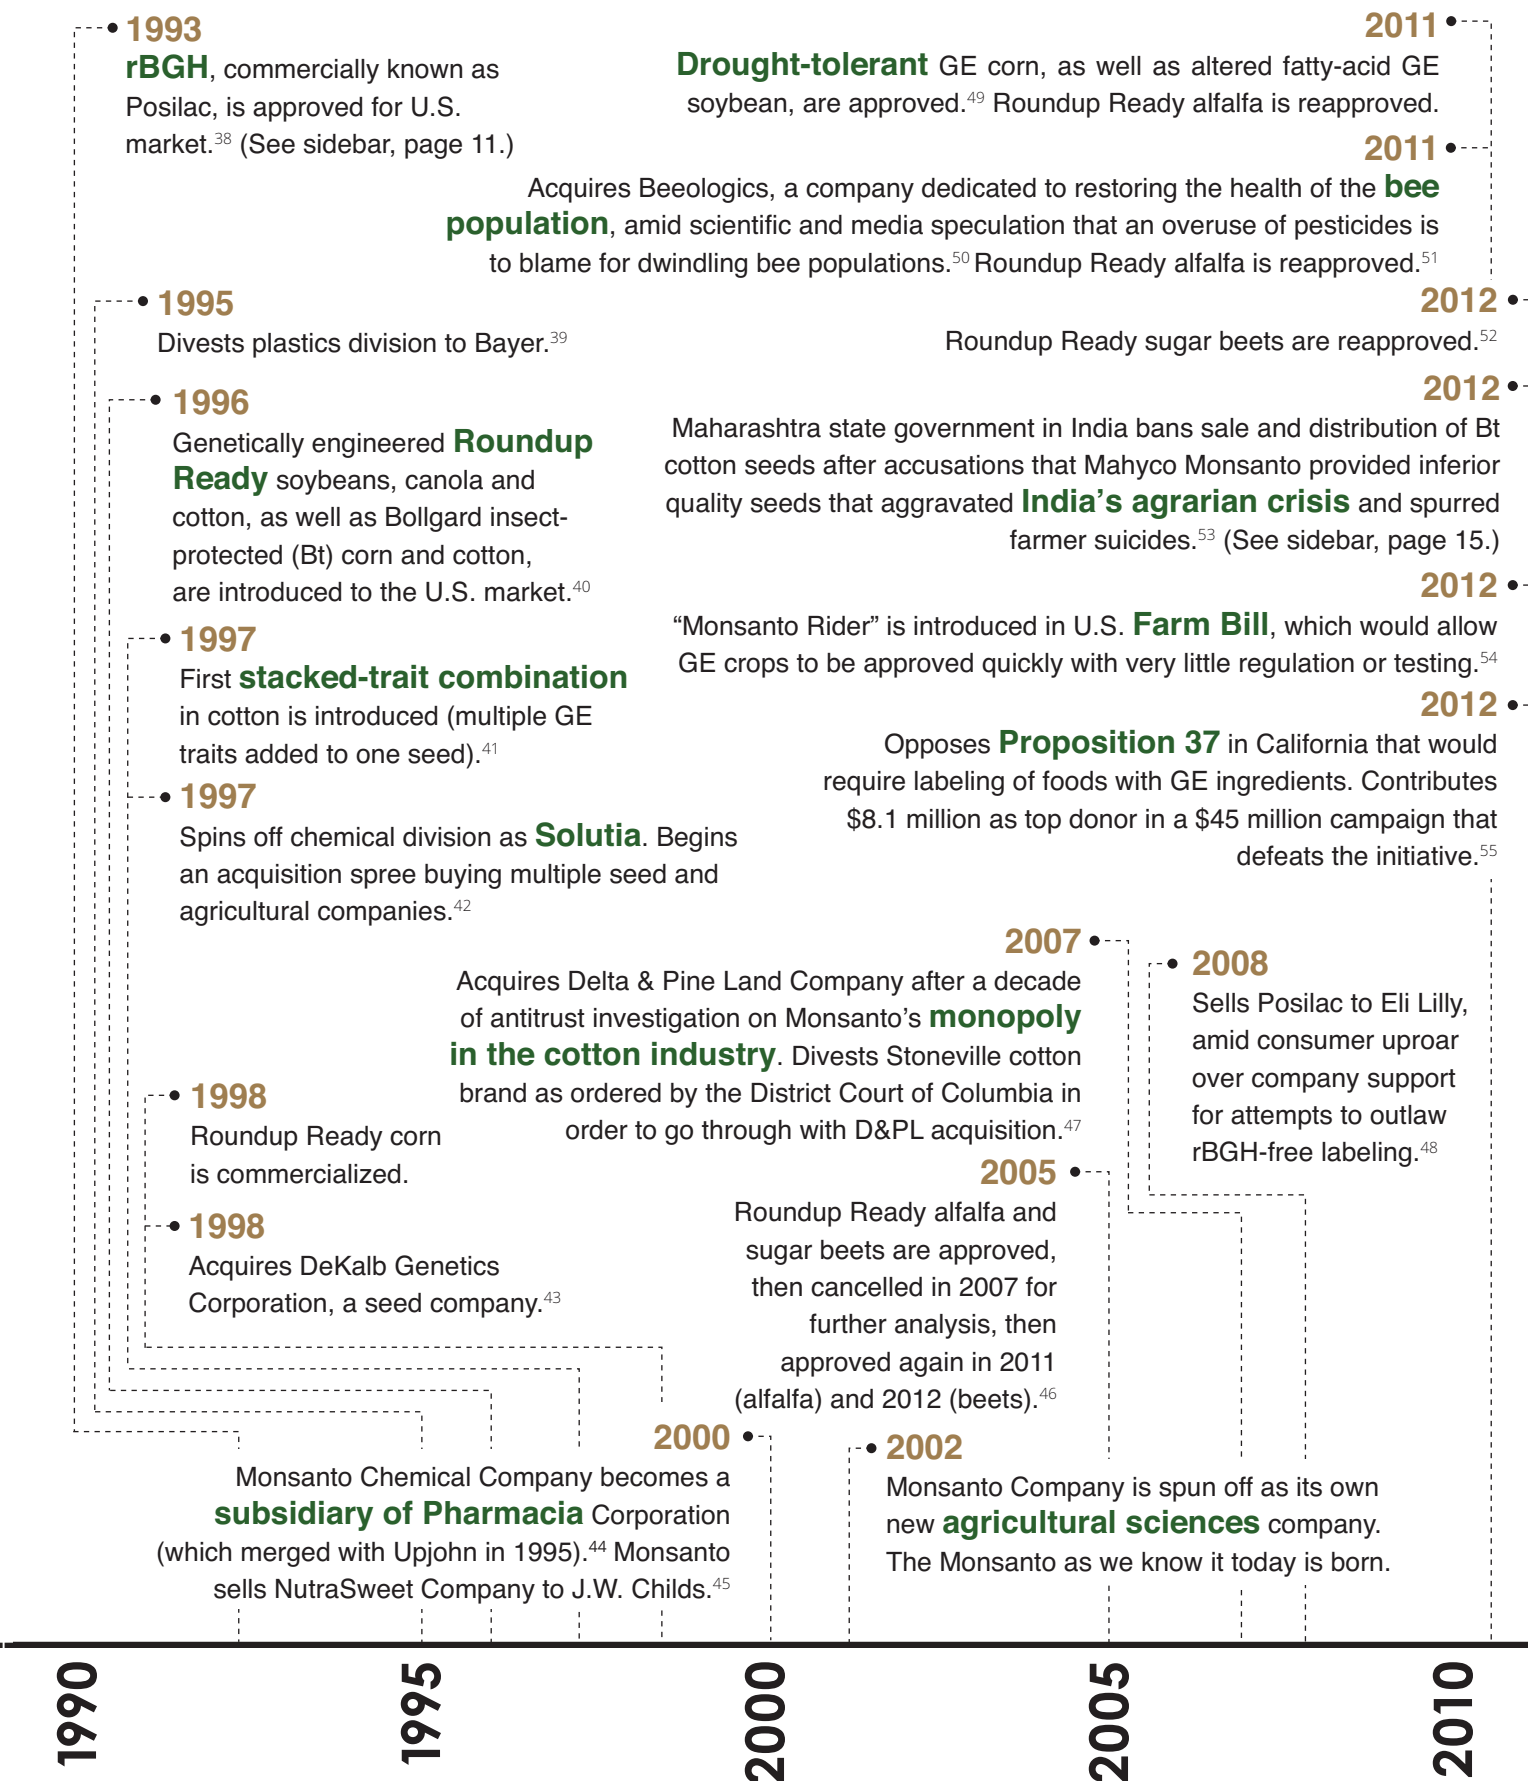 1993
rBGH, commercially known as
Posilac, is approved for U.S.
market.38 (See sidebar, page 11.)
1995
Divests plastics division to Bayer.39
1996
Genetically engineered Roundup
Ready soybeans, canola and
cotton, as well as Bollgard insect-
protected (Bt) corn and cotton,
are introduced to the U.S. market.40
1997
First stacked-trait combination
in cotton is introduced (multiple GE
traits added to one seed).41
1997
Spins off chemical division as Solutia. Begins
an acquisition spree buying multiple seed and
agricultural companies.42
1998
Roundup Ready corn
is commercialized.
1998
Acquires DeKalb Genetics
Corporation, a seed company.43
2000
Monsanto Chemical Company becomes a
subsidiary of Pharmacia Corporation
(which merged with Upjohn in 1995).44 Monsanto
sells NutraSweet Company to J.W. Childs.45
2002
Monsanto Company is spun off as its own
new agricultural sciences company.
The Monsanto as we know it today is born.
2005
Roundup Ready alfalfa and
sugar beets are approved,
then cancelled in 2007 for
further analysis, then
approved again in 2011
(alfalfa) and 2012 (beets).46
2007
Acquires Delta & Pine Land Company after a decade
of antitrust investigation on Monsanto’s monopoly
in the cotton industry. Divests Stoneville cotton
brand as ordered by the District Court of Columbia in
order to go through with D&PL acquisition.47
2008
Sells Posilac to Eli Lilly,
amid consumer uproar
over company support
for attempts to outlaw
rBGH-free labeling.48
2011
Drought-tolerant GE corn, as well as altered fatty-acid GE
soybean, are approved.49 Roundup Ready alfalfa is reapproved.
2011
Acquires Beeologics, a company dedicated to restoring the health of the bee
population, amid scientific and media speculation that an overuse of pesticides is
to blame for dwindling bee populations.50 Roundup Ready alfalfa is reapproved.51
2012
Roundup Ready sugar beets are reapproved.52
2012
Maharashtra state government in India bans sale and distribution of Bt
cotton seeds after accusations that Mahyco Monsanto provided inferior
quality seeds that aggravated India’s agrarian crisis and spurred
farmer suicides.53 (See sidebar, page 15.)
2012
“Monsanto Rider” is introduced in U.S. Farm Bill, which would allow
GE crops to be approved quickly with very little regulation or testing.54
2012
Opposes Proposition 37 in California that would
require labeling of foods with GE ingredients. Contributes
$8.1 million as top donor in a $45 million campaign that
defeats the initiative.55
1990
1995
2000
2005
2010